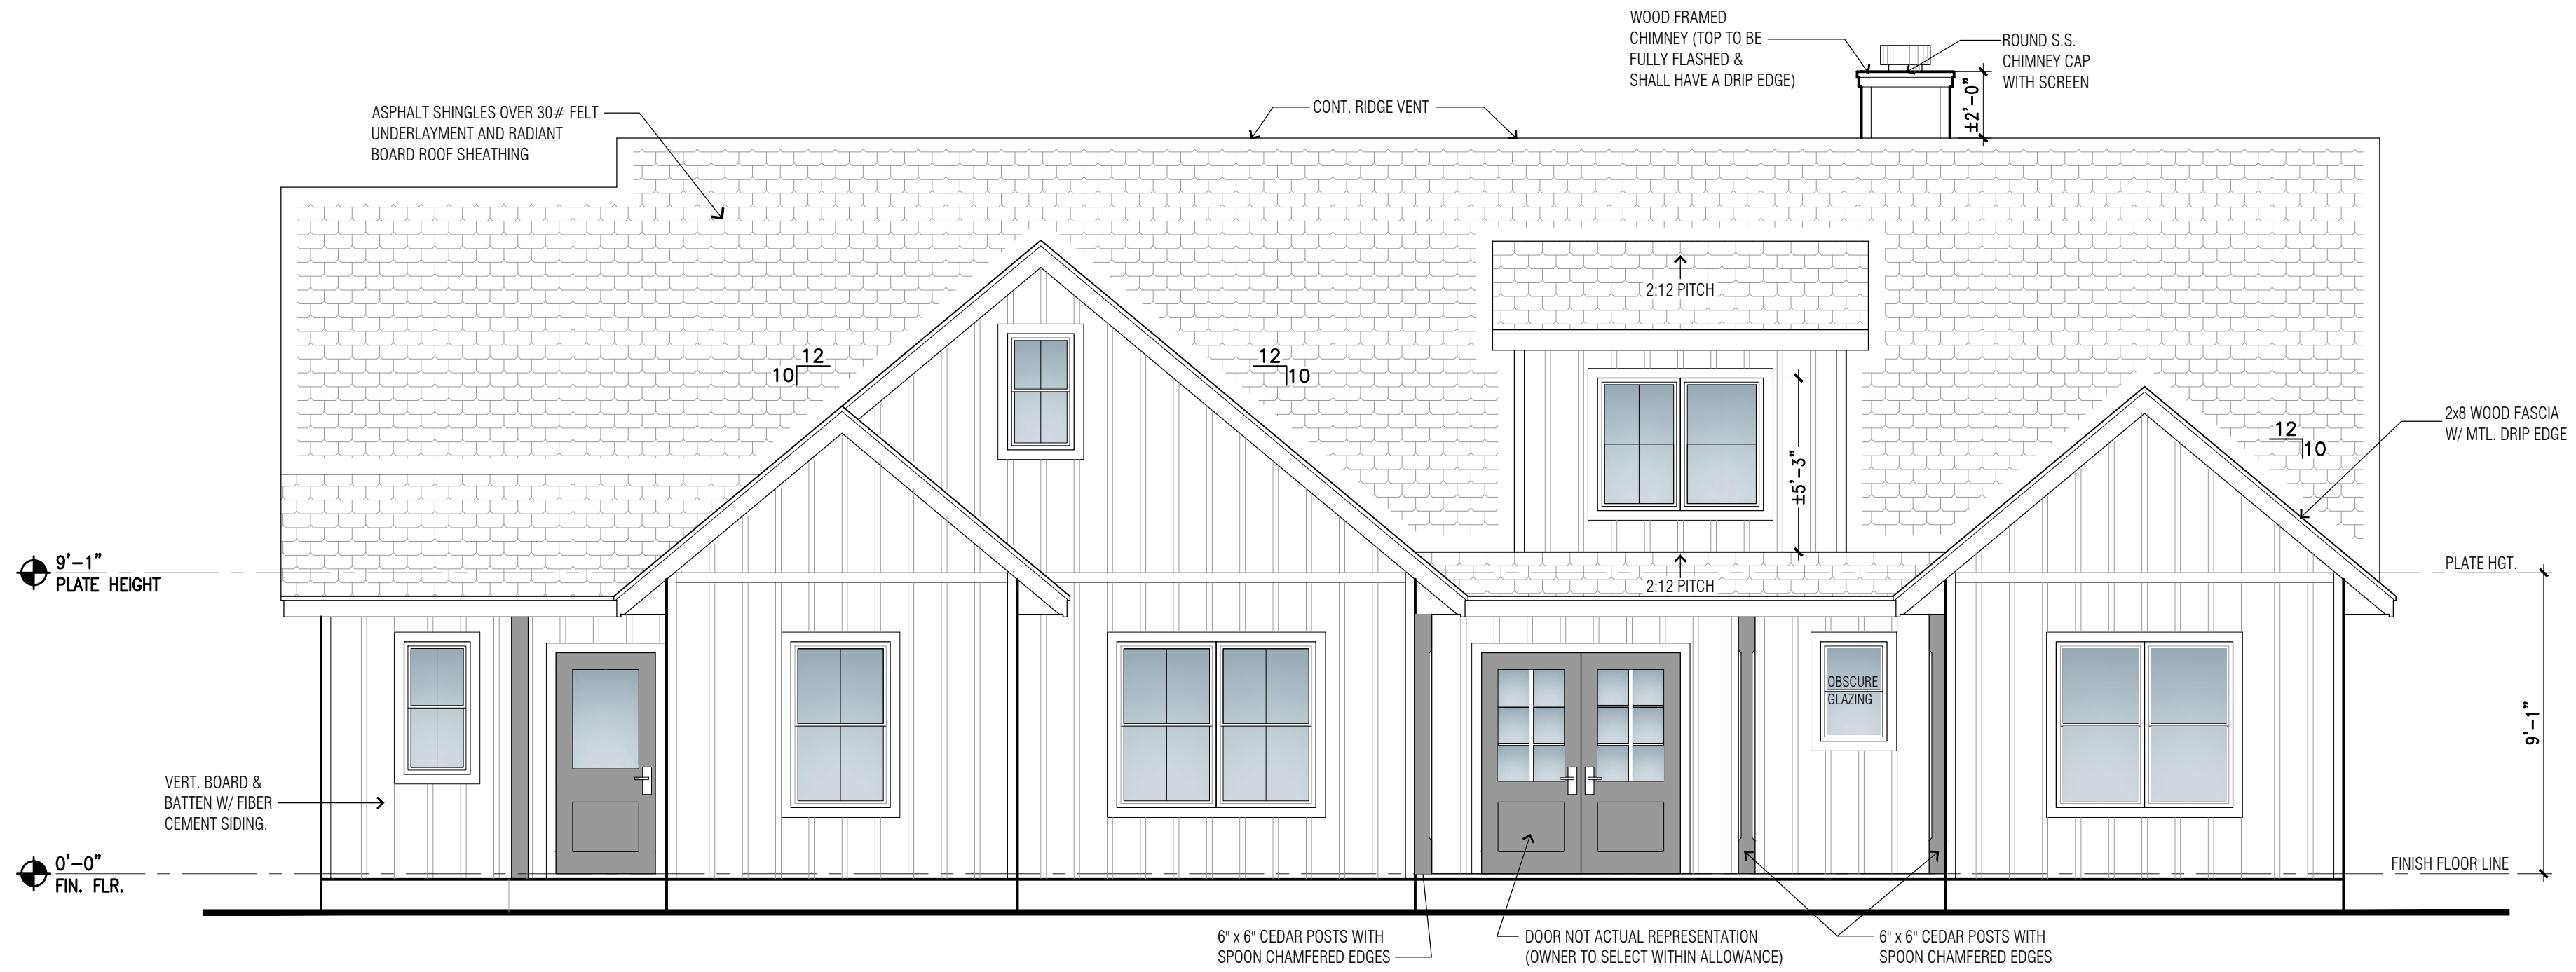 WOOD FRAMED
CHIMNEY (TOP TO BE
FULLY FLASHED &
SHALL HAVE A DRIP EDGE)
ROUND S.S.
CHIMNEY CAP
WITH SCREEN
±2'-0"
ASPHALT SHINGLES OVER 30# FELT
UNDERLAYMENT AND RADIANT
BOARD ROOF SHEATHING
CONT. RIDGE VENT
2:12 PITCH
12
10
12
10
12
10
2x8 WOOD FASCIA
W/ MTL. DRIP EDGE
±5'-3"
9'-1"
PLATE HEIGHT
2:12 PITCH
PLATE HGT.
OBSCURE
GLAZING
9'-1"
VERT. BOARD &
BATTEN W/ FIBER
CEMENT SIDING.
0'-0"
FIN. FLR.
FINISH FLOOR LINE
6" x 6" CEDAR POSTS WITH
SPOON CHAMFERED EDGES
DOOR NOT ACTUAL REPRESENTATION
(OWNER TO SELECT WITHIN ALLOWANCE)
6" x 6" CEDAR POSTS WITH
SPOON CHAMFERED EDGES